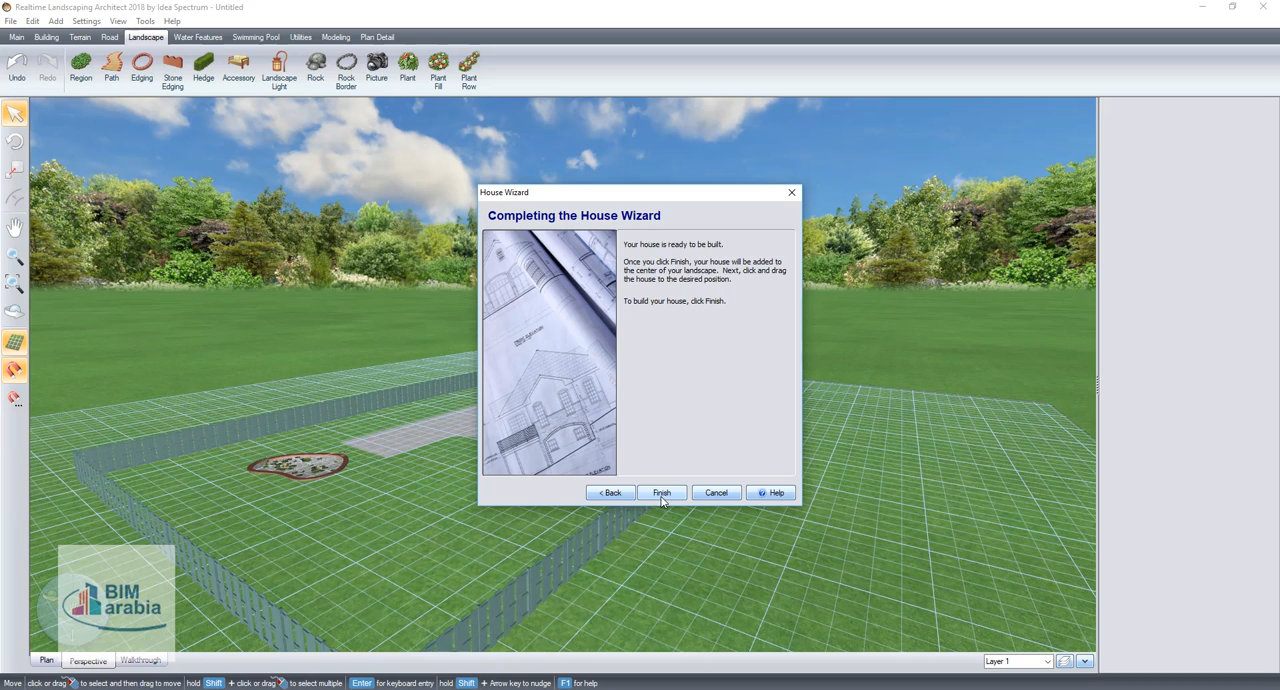 Realtime Landscaping Architect 2018 by Idea Spectrum - Untitled
File Edit Add Settings View Tools Help
Main Building Terrain Road Landscape Water Features Swimming Pool Utilities Modeling Plan Detail
Undo Redo Region Path Edging Stone Edging Hedge Accessory Landscape Light Rock Rock Border Picture Plant Plant Fill Plant Row
House Wizard
Completing the House Wizard
Your house is ready to be built.
Once you click Finish, your house will be added to
the center of your landscape. Next, click and drag
the house to the desired position.
To build your house, click Finish.
< Back Finish Cancel ? Help
BIM
arabia
Plan Perspective Walkthrough Layer 1
Move click or drag to select and then drag to move hold Shift + click or drag to select multiple Enter for keyboard entry hold Shift + Arrow key to nudge F1 for help